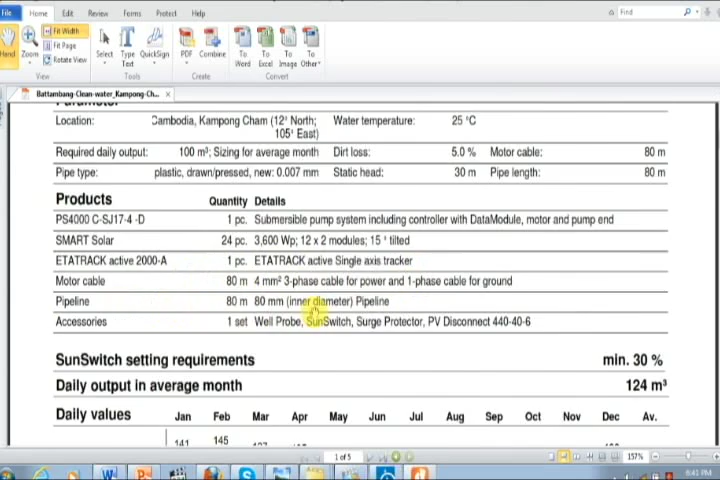 File Home Edit Review Forms Protect Help Find
Hand Zoom Fit Width Fit Page Rotate View Select Type Text QuickSign PDF Combine To Word To Excel To Image To Other
View Tools Create Convert
Battambang-Clean-water_Kampong-Ch...
Parameter
Location: Cambodia, Kampong Cham (12° North; 105° East) Water temperature: 25 °C
Required daily output: 100 m³; Sizing for average month Dirt loss: 5.0 % Motor cable: 80 m
Pipe type: plastic, drawn/pressed, new: 0.007 mm Static head: 30 m Pipe length: 80 m
Products Quantity Details
PS4000 C-SJ17-4 -D 1 pc. Submersible pump system including controller with DataModule, motor and pump end
SMART Solar 24 pc. 3,600 Wp; 12 x 2 modules; 15 ° tilted
ETATRACK active 2000-A 1 pc. ETATRACK active Single axis tracker
Motor cable 80 m 4 mm² 3-phase cable for power and 1-phase cable for ground
Pipeline 80 m 80 mm (inner diameter) Pipeline
Accessories 1 set Well Probe, SunSwitch, Surge Protector, PV Disconnect 440-40-6
SunSwitch setting requirements min. 30 %
Daily output in average month 124 m³
Daily values Jan Feb Mar Apr May Jun Jul Aug Sep Oct Nov Dec Av.
141 145
1 of 5 157%
8:43 PM